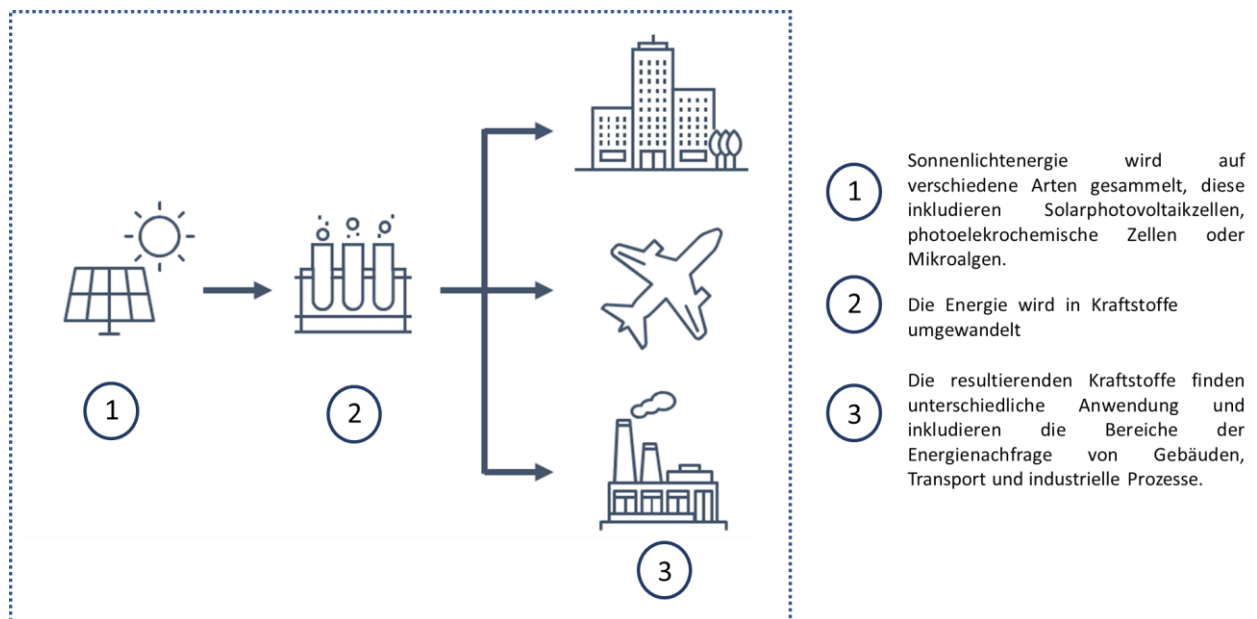 1
2
3
1
Sonnenlichtenergie wird auf
verschiedene Arten gesammelt, diese
inkludieren Solarphotovoltaikzellen,
photoelekrochemische Zellen oder
Mikroalgen.
2
Die Energie wird in Kraftstoffe
umgewandelt
3
Die resultierenden Kraftstoffe finden
unterschiedliche Anwendung und
inkludieren die Bereiche der
Energienachfrage von Gebäuden,
Transport und industrielle Prozesse.